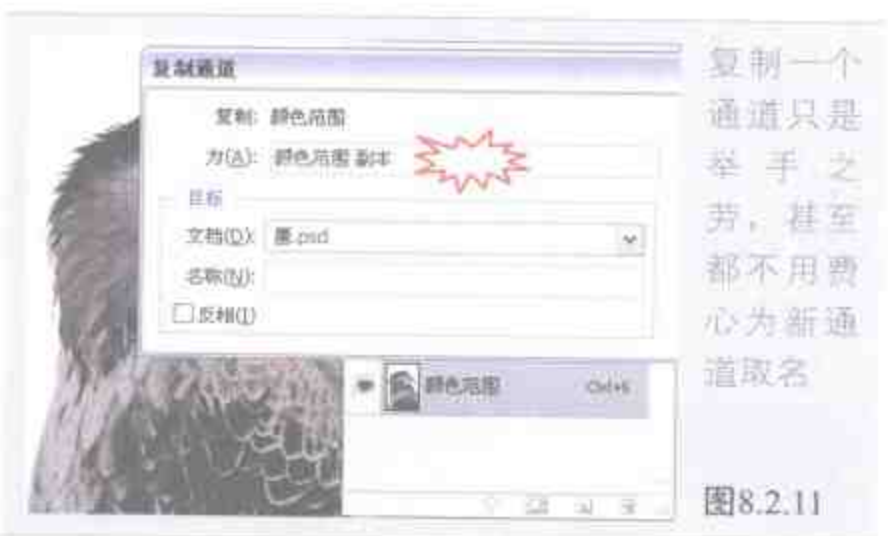 复制通道
复制: 颜色范围
为(A): 颜色范围 副本
目标
文档(D): 鹰.psd
名称(N):
反相(I)
颜色范围 Ctrl+6
复制一个
通道只是
举手之
劳，甚至
都不用费
心为新通
道取名
图8.2.11